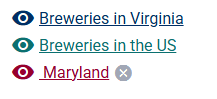 Breweries in Virginia
Breweries in the US
Maryland